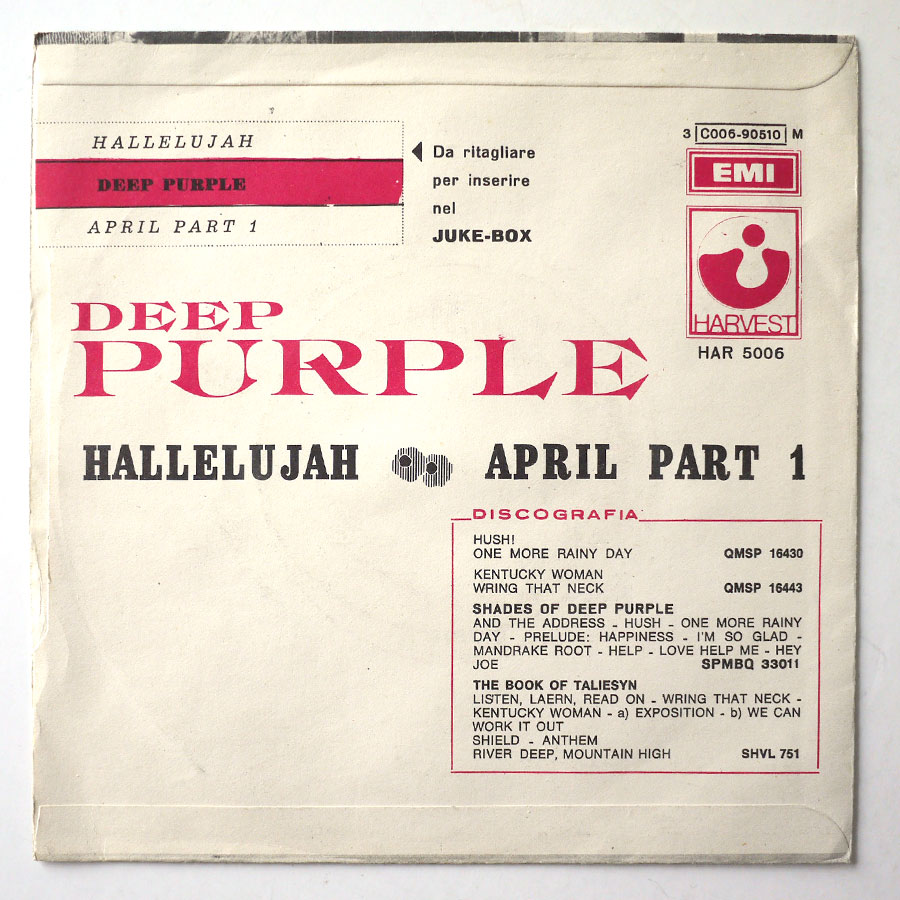 HALLELUJAH
DEEP PURPLE
APRIL PART 1
Da ritagliare
per inserire
nel
JUKE-BOX
3 C006-90510 M
EMI
HARVEST
HAR 5006
DEEP
PURPLE
HALLELUJAH APRIL PART 1
DISCOGRAFIA
HUSH!
ONE MORE RAINY DAY QMSP 16430
KENTUCKY WOMAN
WRING THAT NECK QMSP 16443
SHADES OF DEEP PURPLE
AND THE ADDRESS - HUSH - ONE MORE RAINY
DAY - PRELUDE: HAPPINESS - I'M SO GLAD -
MANDRAKE ROOT - HELP - LOVE HELP ME - HEY
JOE SPMBQ 33011
THE BOOK OF TALIESYN
LISTEN, LAERN, READ ON - WRING THAT NECK -
KENTUCKY WOMAN - a) EXPOSITION - b) WE CAN
WORK IT OUT
SHIELD - ANTHEM
RIVER DEEP, MOUNTAIN HIGH SHVL 751